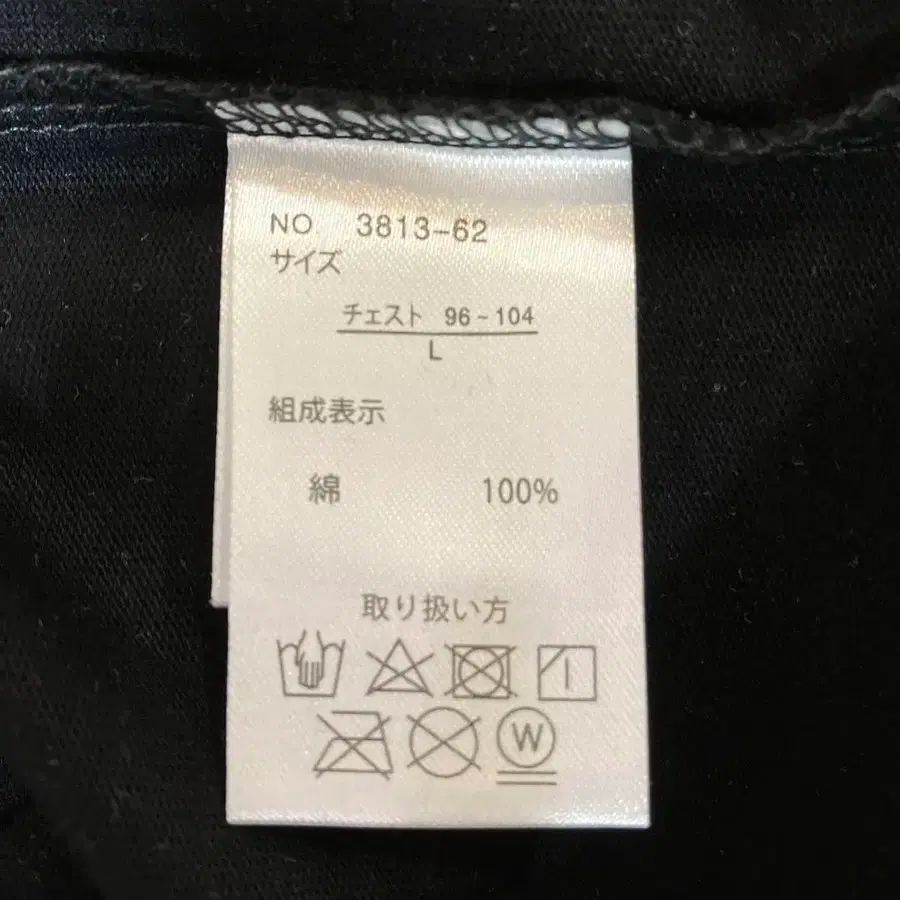 NO 3813-62
サイズ
チェスト 96~104
L
組成表示
綿 100%
取り扱い方
W